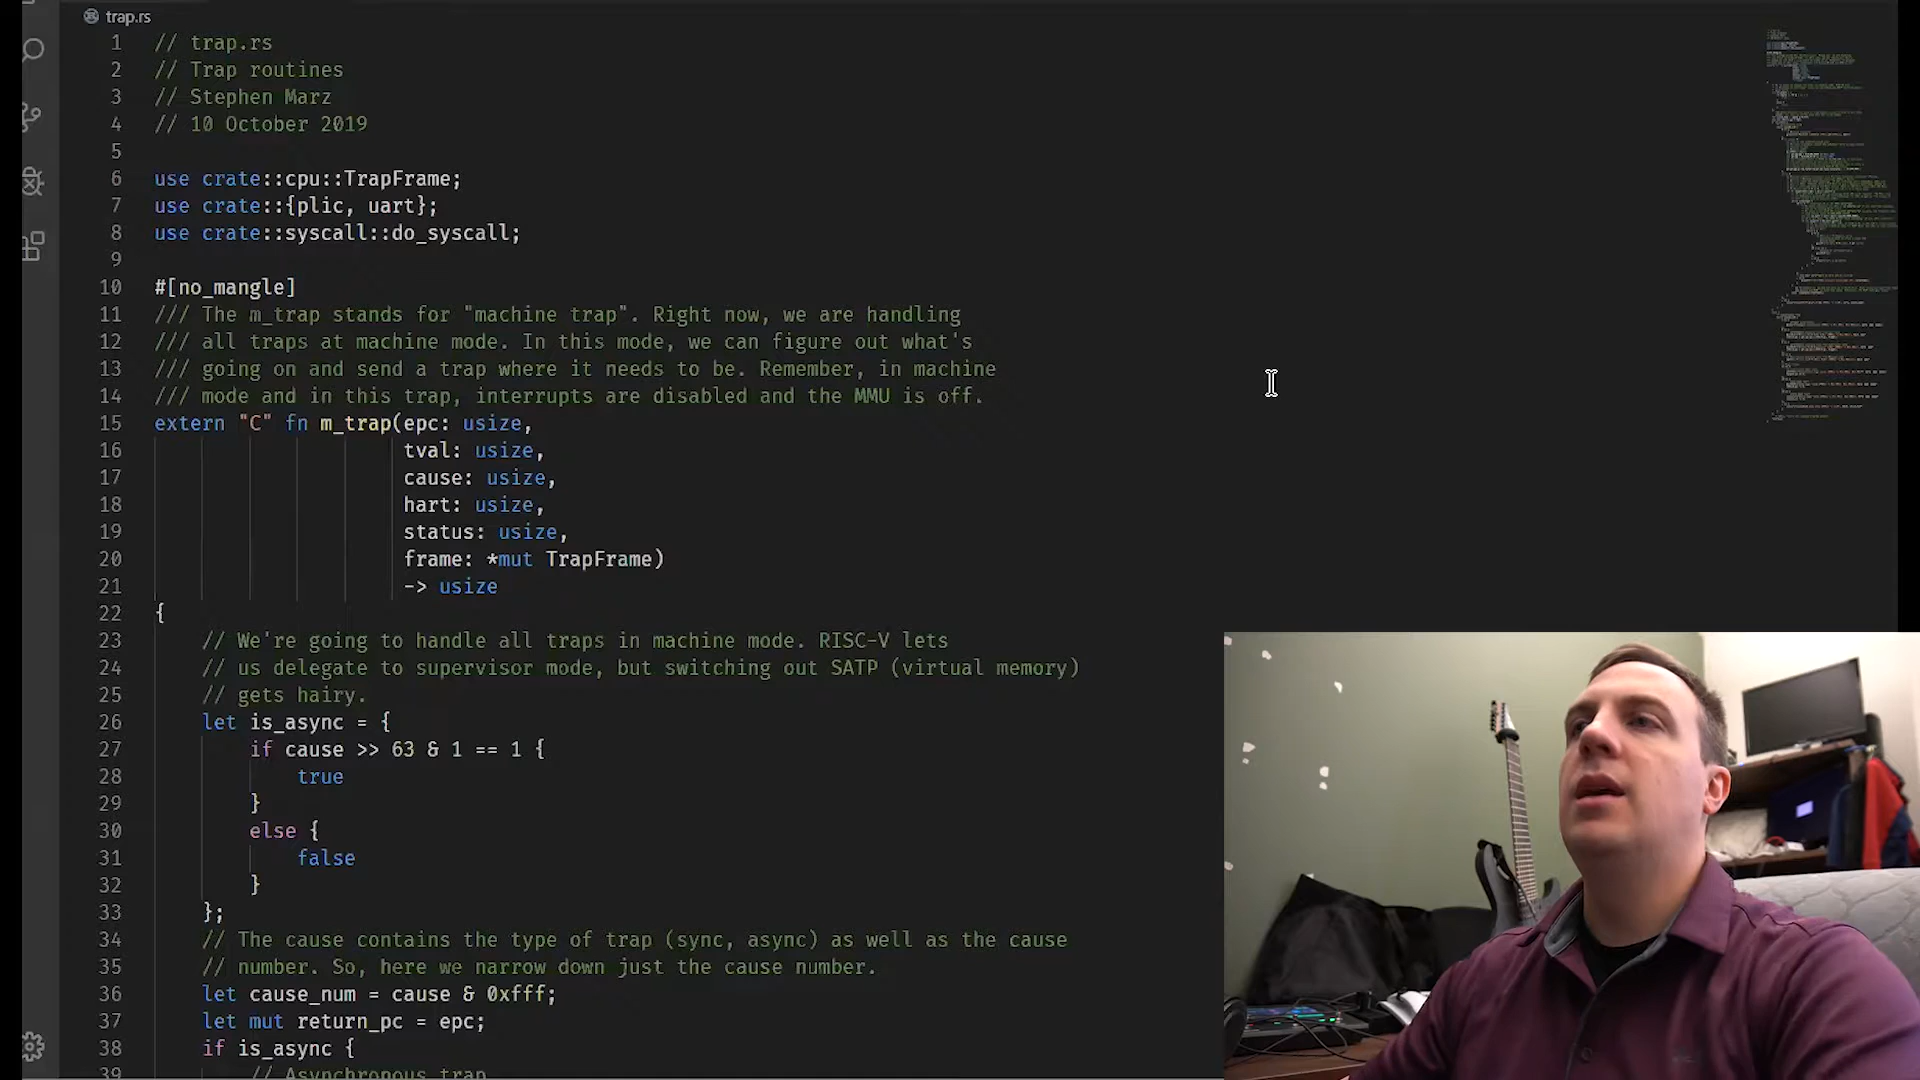 trap.rs
1 // trap.rs
2 // Trap routines
3 // Stephen Marz
4 // 10 October 2019
5
6 use crate::cpu::TrapFrame;
7 use crate::{plic, uart};
8 use crate::syscall::do_syscall;
9
10 #[no_mangle]
11 /// The m_trap stands for "machine trap". Right now, we are handling
12 /// all traps at machine mode. In this mode, we can figure out what's
13 /// going on and send a trap where it needs to be. Remember, in machine
14 /// mode and in this trap, interrupts are disabled and the MMU is off.
15 extern "C" fn m_trap(epc: usize,
16 tval: usize,
17 cause: usize,
18 hart: usize,
19 status: usize,
20 frame: *mut TrapFrame)
21 -> usize
22 {
23 // We're going to handle all traps in machine mode. RISC-V lets
24 // us delegate to supervisor mode, but switching out SATP (virtual memory)
25 // gets hairy.
26 let is_async = {
27 if cause >> 63 & 1 == 1 {
28 true
29 }
30 else {
31 false
32 }
33 };
34 // The cause contains the type of trap (sync, async) as well as the cause
35 // number. So, here we narrow down just the cause number.
36 let cause_num = cause & 0xfff;
37 let mut return_pc = epc;
38 if is_async {
39 // Asynchronous trap